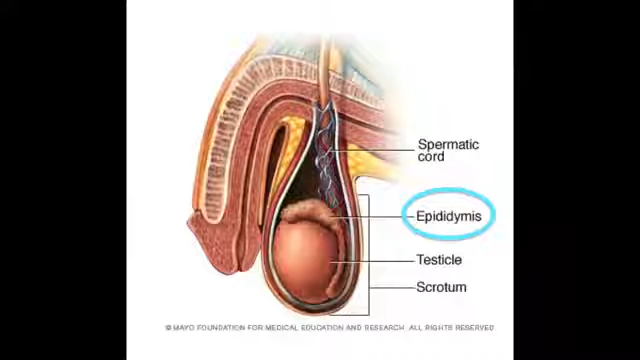 Spermatic
cord
Epididymis
Testicle
Scrotum
© MAYO FOUNDATION FOR MEDICAL EDUCATION AND RESEARCH. ALL RIGHTS RESERVED.